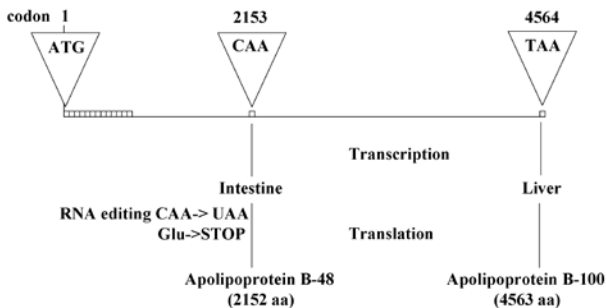 codon 1 2153 4564
ATG CAA TAA
Transcription
Intestine Liver
RNA editing CAA-> UAA
Glu->STOP Translation
Apolipoprotein B-48 Apolipoprotein B-100
(2152 aa) (4563 aa)